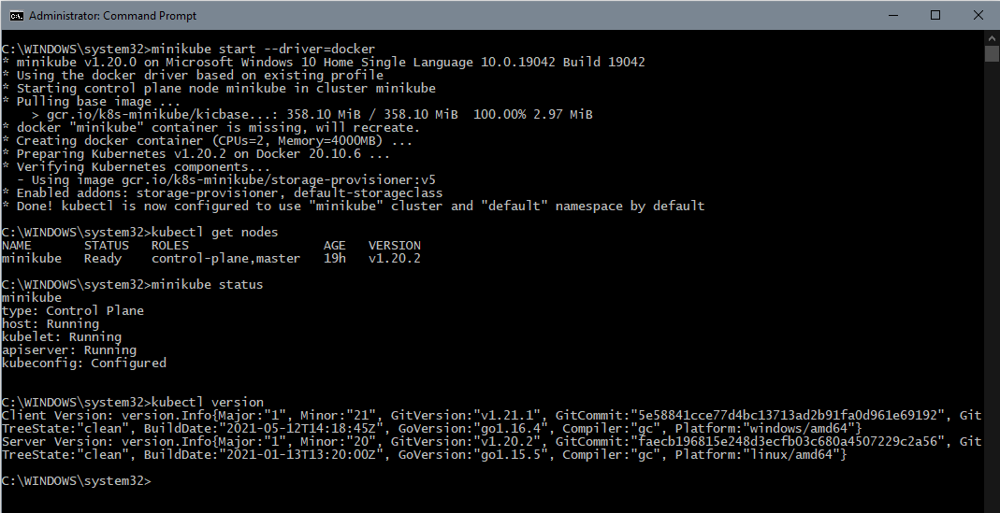 Administrator: Command Prompt
C:\WINDOWS\system32>minikube start --driver=docker
* minikube v1.20.0 on Microsoft Windows 10 Home Single Language 10.0.19042 Build 19042
* Using the docker driver based on existing profile
* Starting control plane node minikube in cluster minikube
* Pulling base image ...
    > gcr.io/k8s-minikube/kicbase...: 358.10 MiB / 358.10 MiB  100.00% 2.97 MiB
* docker "minikube" container is missing, will recreate.
* Creating docker container (CPUs=2, Memory=4000MB) ...
* Preparing Kubernetes v1.20.2 on Docker 20.10.6 ...
* Verifying Kubernetes components...
  - Using image gcr.io/k8s-minikube/storage-provisioner:v5
* Enabled addons: storage-provisioner, default-storageclass
* Done! kubectl is now configured to use "minikube" cluster and "default" namespace by default
C:\WINDOWS\system32>kubectl get nodes
NAME       STATUS   ROLES                  AGE   VERSION
minikube   Ready    control-plane,master   19h   v1.20.2
C:\WINDOWS\system32>minikube status
minikube
type: Control Plane
host: Running
kubelet: Running
apiserver: Running
kubeconfig: Configured
C:\WINDOWS\system32>kubectl version
Client Version: version.Info{Major:"1", Minor:"21", GitVersion:"v1.21.1", GitCommit:"5e58841cce77d4bc13713ad2b91fa0d961e69192", Git
TreeState:"clean", BuildDate:"2021-05-12T14:18:45Z", GoVersion:"go1.16.4", Compiler:"gc", Platform:"windows/amd64"}
Server Version: version.Info{Major:"1", Minor:"20", GitVersion:"v1.20.2", GitCommit:"faecb196815e248d3ecfb03c680a4507229c2a56", Git
TreeState:"clean", BuildDate:"2021-01-13T13:20:00Z", GoVersion:"go1.15.5", Compiler:"gc", Platform:"linux/amd64"}
C:\WINDOWS\system32>